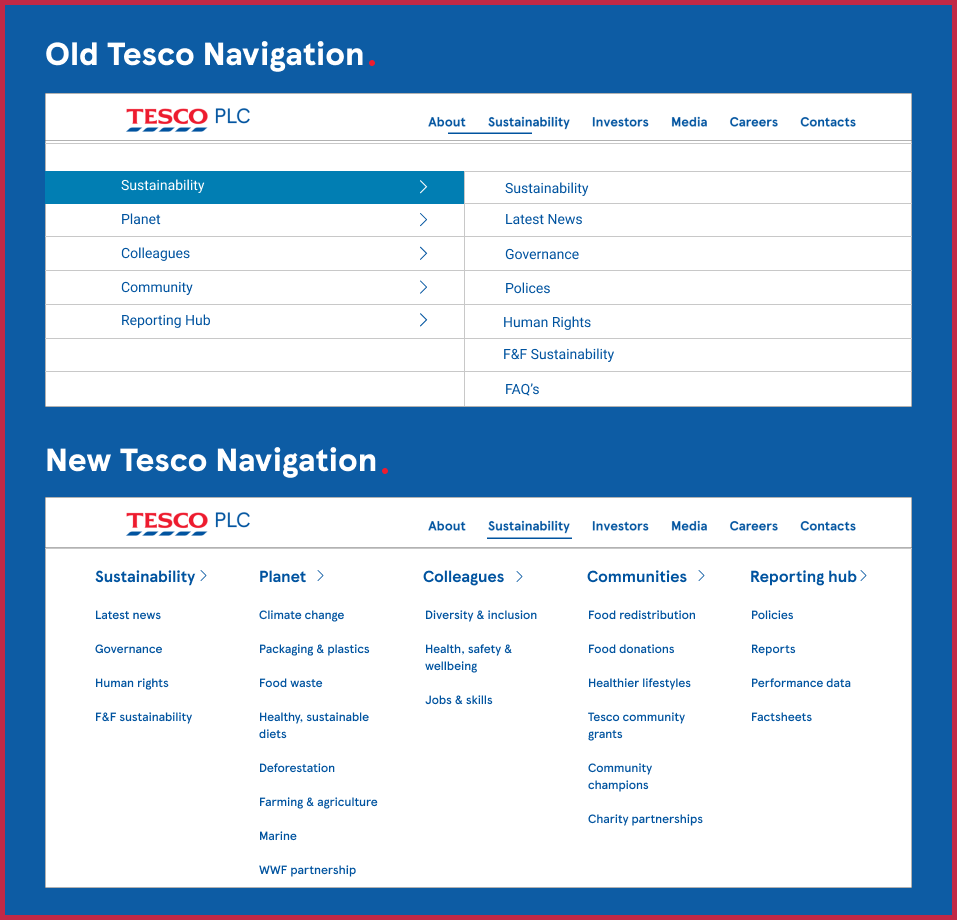 Old Tesco Navigation.
TESCO PLC
About Sustainability Investors Media Careers Contacts
Sustainability
Planet
Colleagues
Community
Reporting Hub
Sustainability
Latest News
Governance
Polices
Human Rights
F&F Sustainability
FAQ's
New Tesco Navigation.
TESCO PLC
About Sustainability Investors Media Careers Contacts
Sustainability
Latest news
Governance
Human rights
F&F sustainability
Planet
Climate change
Packaging & plastics
Food waste
Healthy, sustainable
diets
Deforestation
Farming & agriculture
Marine
WWF partnership
Colleagues
Diversity & inclusion
Health, safety &
wellbeing
Jobs & skills
Communities
Food redistribution
Food donations
Healthier lifestyles
Tesco community
grants
Community
champions
Charity partnerships
Reporting hub
Policies
Reports
Performance data
Factsheets